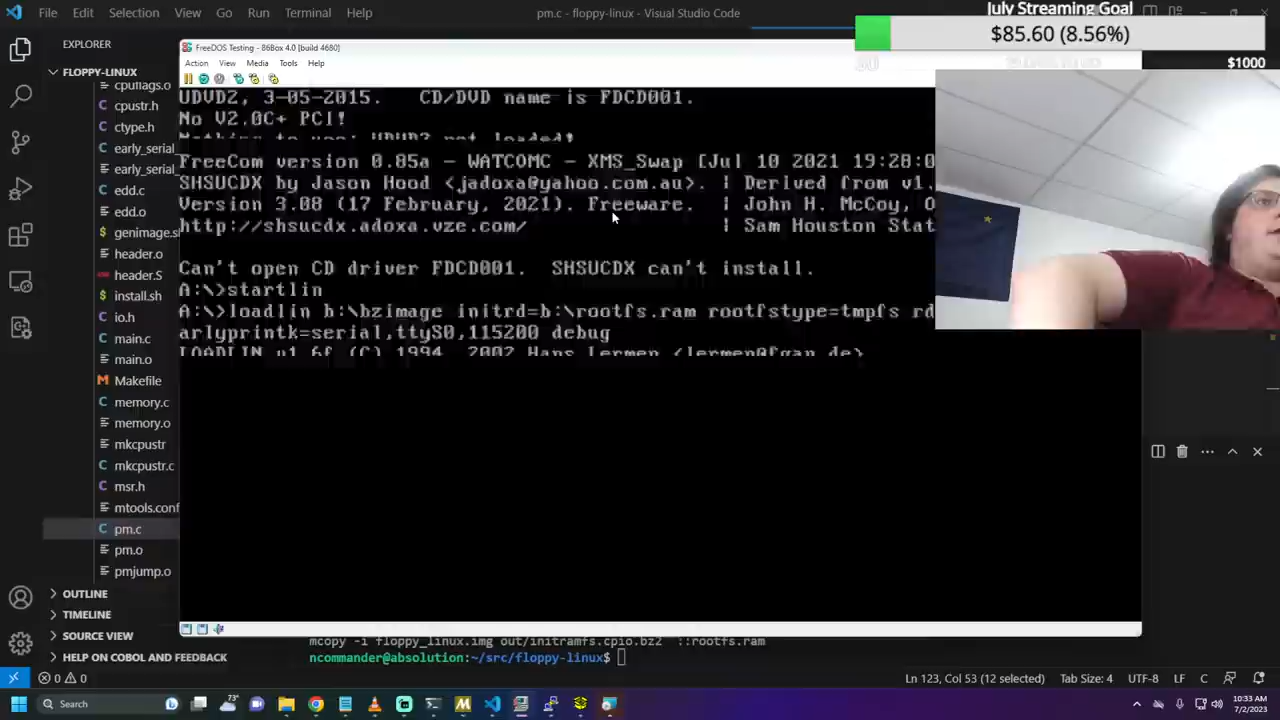 File Edit Selection View Go Run Terminal Help
pm.c - floppy-linux - Visual Studio Code
July Streaming Goal
$85.60 (8.56%)
$1000
EXPLORER
FLOPPY-LINUX
cpuflags.o
cpustr.h
ctype.h
early_serial
early_serial
edd.c
edd.o
genimage.s
header.o
header.S
install.sh
io.h
main.c
main.o
Makefile
memory.c
memory.o
mkcpustr
mkcpustr.c
msr.h
mtools.conf
pm.c
pm.o
pmjump.o
OUTLINE
TIMELINE
SOURCE VIEW
HELP ON COBOL AND FEEDBACK
FreeDOS Testing - 86Box 4.0 [build 4680]
Action View Media Tools Help
UDVD2, 3-05-2015. CD/DVD name is FDCD001.
No V2.0C+ PCI!
Nothing to use; UDVD2 not loaded!
FreeCom version 0.85a - WATCOMC - XMS_Swap [Jul 10 2021 19:28:0
SHSUCDX by Jason Hood <jadoxa@yahoo.com.au>. | Derived from v1.
Version 3.08 (17 February, 2021). Freeware. | John H. McCoy, O
http://shsucdx.adoxa.vze.com/ | Sam Houston Stat
Can't open CD driver FDCD001. SHSUCDX can't install.
A:\>startlin
A:\>loadlin b:\bzimage initrd=b:\rootfs.ram rootfstype=tmpfs rd
arlyprintk=serial,ttyS0,115200 debug
LOADLIN v1.6f (C) 1994..2002 Hans Lermen <lermen@fgan.de>
mcopy -i floppy_linux.img out/initramfs.cpio.bz2 ::rootfs.ram
ncommander@absolution:~/src/floppy-linux$
0 0
Ln 123, Col 53 (12 selected) Tab Size: 4 UTF-8 LF C
Search
73°
10:33 AM
7/2/2023